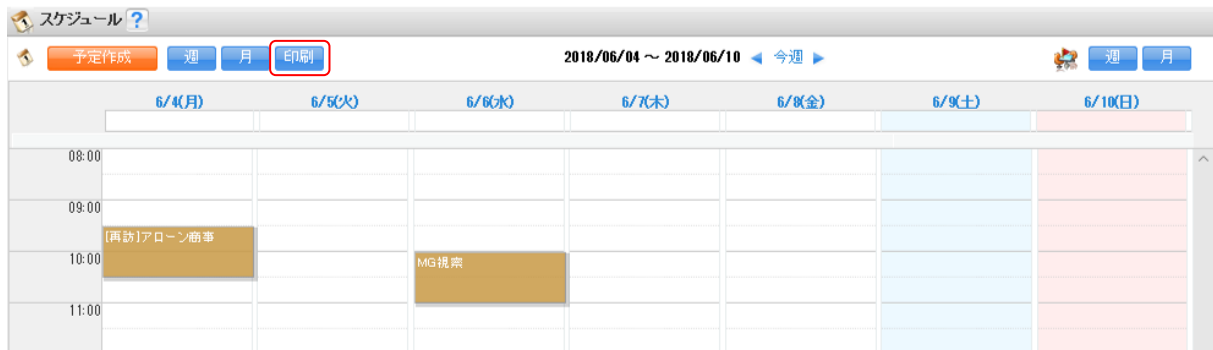 スケジュール ?
予定作成 週 月 印刷 2018/06/04 ～ 2018/06/10 今週 週 月
6/4(月) 6/5(火) 6/6(水) 6/7(木) 6/8(金) 6/9(土) 6/10(日)
08:00
09:00
[再訪]アローン商事
10:00 MG視察
11:00